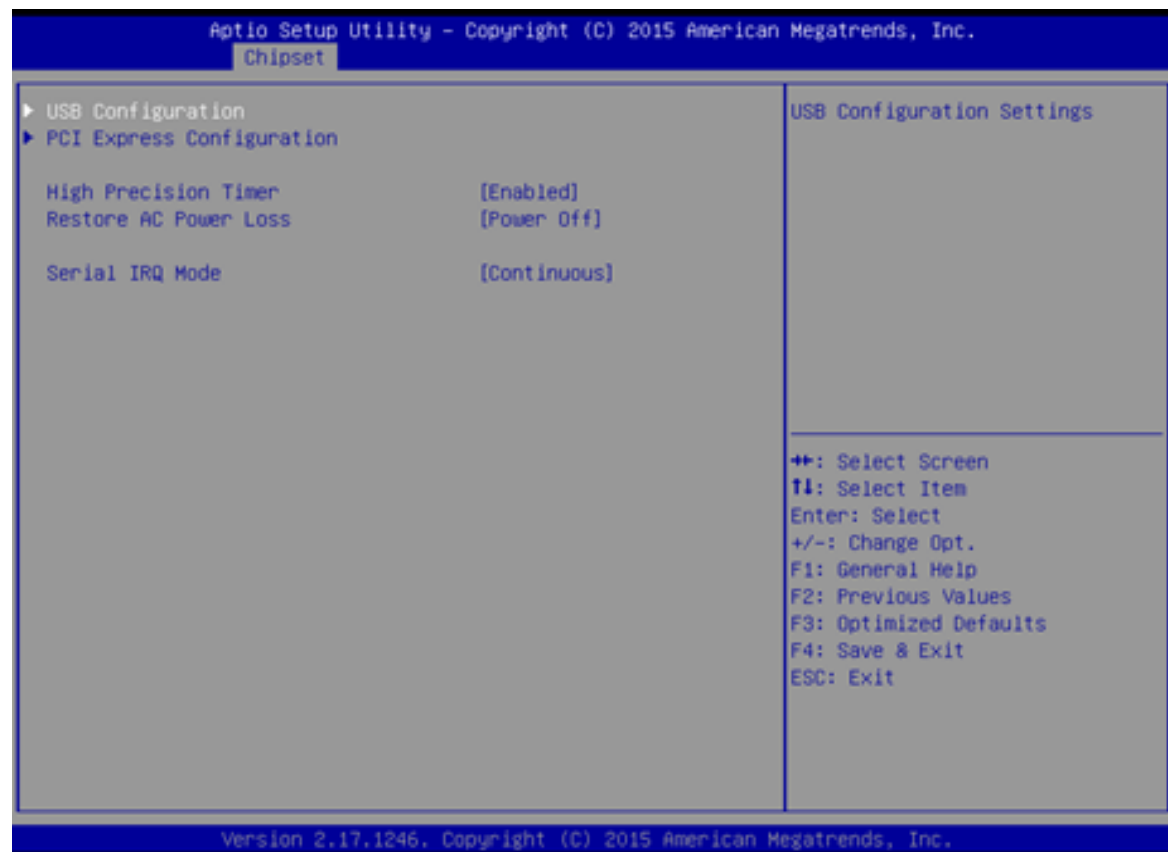 Aptio Setup Utility – Copyright (C) 2015 American Megatrends, Inc.
Chipset
▶ USB Configuration
▶ PCI Express Configuration
High Precision Timer [Enabled]
Restore AC Power Loss [Power Off]
Serial IRQ Mode [Continuous]
USB Configuration Settings
→←: Select Screen
↑↓: Select Item
Enter: Select
+/-: Change Opt.
F1: General Help
F2: Previous Values
F3: Optimized Defaults
F4: Save & Exit
ESC: Exit
Version 2.17.1246. Copyright (C) 2015 American Megatrends, Inc.